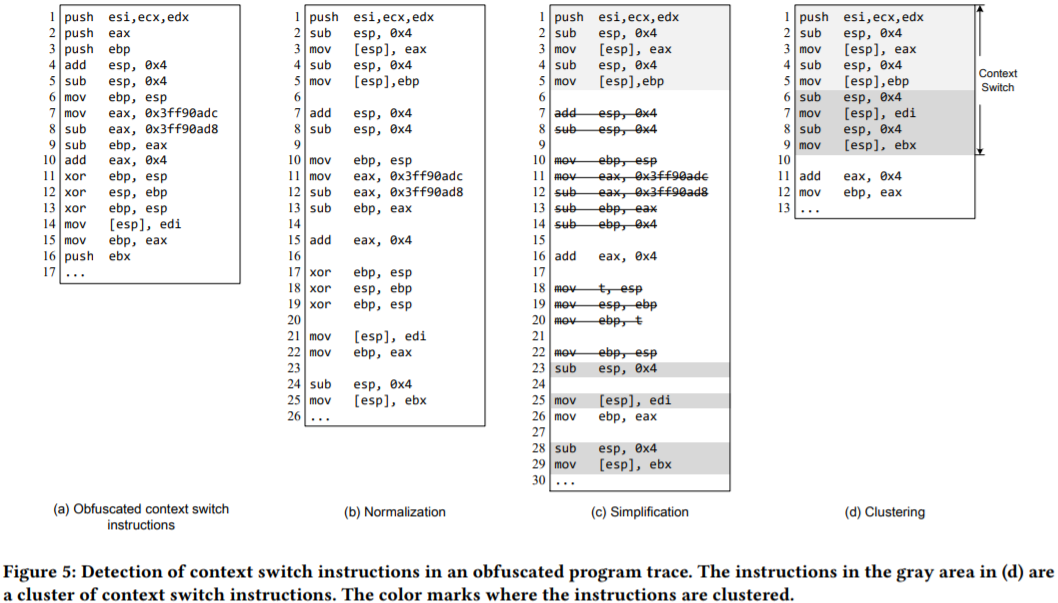 1 push esi,ecx,edx
2 push eax
3 push ebp
4 add esp, 0x4
5 sub esp, 0x4
6 mov ebp, esp
7 mov eax, 0x3ff90adc
8 sub eax, 0x3ff90ad8
9 sub ebp, eax
10 add eax, 0x4
11 xor ebp, esp
12 xor esp, ebp
13 xor ebp, esp
14 mov [esp], edi
15 mov ebp, eax
16 push ebx
17 ...
(a) Obfuscated context switch
instructions
1 push esi,ecx,edx
2 sub esp, 0x4
3 mov [esp], eax
4 sub esp, 0x4
5 mov [esp],ebp
6
7 add esp, 0x4
8 sub esp, 0x4
9
10 mov ebp, esp
11 mov eax, 0x3ff90adc
12 sub eax, 0x3ff90ad8
13 sub ebp, eax
14
15 add eax, 0x4
16
17 xor ebp, esp
18 xor esp, ebp
19 xor ebp, esp
20
21 mov [esp], edi
22 mov ebp, eax
23
24 sub esp, 0x4
25 mov [esp], ebx
26 ...
(b) Normalization
1 push esi,ecx,edx
2 sub esp, 0x4
3 mov [esp], eax
4 sub esp, 0x4
5 mov [esp],ebp
6
7 add esp, 0x4
8 sub esp, 0x4
9
10 mov ebp, esp
11 mov eax, 0x3ff90adc
12 sub eax, 0x3ff90ad8
13 sub ebp, eax
14 sub ebp, 0x4
15
16 add eax, 0x4
17
18 mov t, esp
19 mov esp, ebp
20 mov ebp, t
21
22 mov ebp, esp
23 sub esp, 0x4
24
25 mov [esp], edi
26 mov ebp, eax
27
28 sub esp, 0x4
29 mov [esp], ebx
30 ...
(c) Simplification
1 push esi,ecx,edx
2 sub esp, 0x4
3 mov [esp], eax
4 sub esp, 0x4
5 mov [esp],ebp
6 sub esp, 0x4
7 mov [esp], edi
8 sub esp, 0x4
9 mov [esp], ebx
10
11 add eax, 0x4
12 mov ebp, eax
13 ...
Context
Switch
(d) Clustering
Figure 5: Detection of context switch instructions in an obfuscated program trace. The instructions in the gray area in (d) are
a cluster of context switch instructions. The color marks where the instructions are clustered.